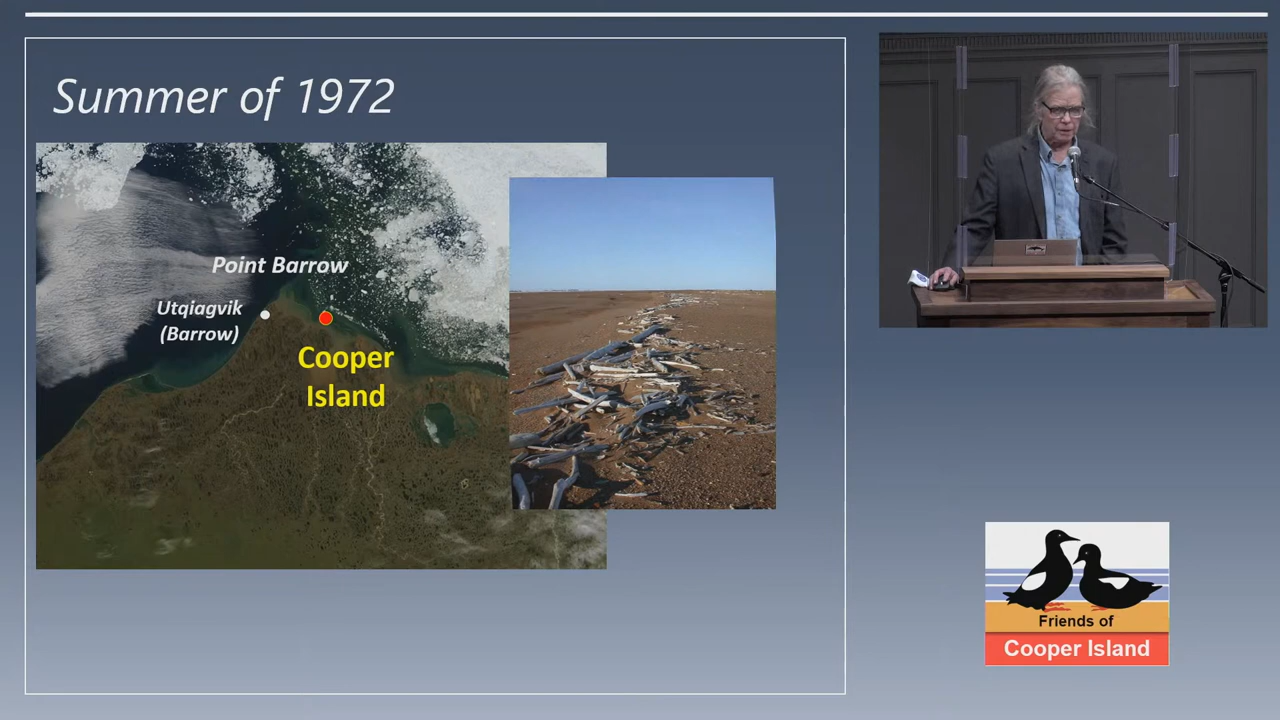 Summer of 1972
Point Barrow
Utqiagvik
(Barrow)
Cooper
Island
Friends of
Cooper Island